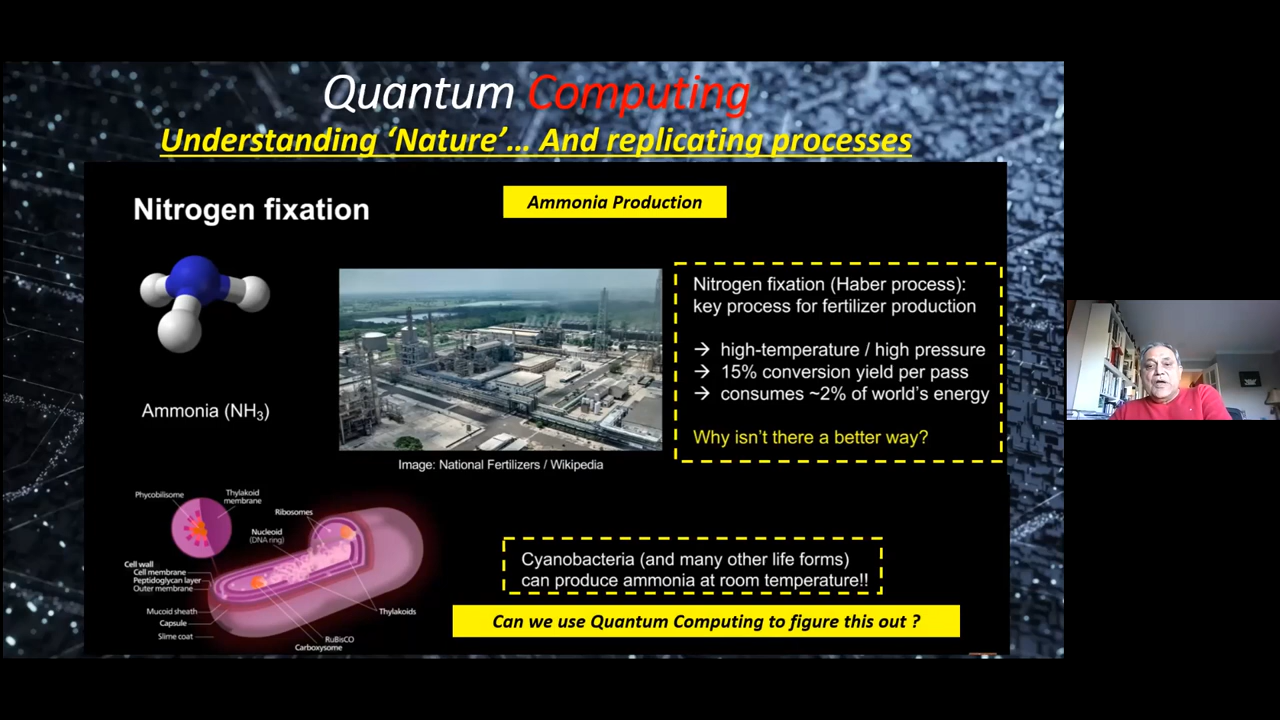 Quantum Computing
Understanding ‘Nature’... And replicating processes
Nitrogen fixation
Ammonia Production
Ammonia (NH₃)
Image: National Fertilizers / Wikipedia
Nitrogen fixation (Haber process):
key process for fertilizer production
→ high-temperature / high pressure
→ 15% conversion yield per pass
→ consumes ~2% of world's energy
Why isn't there a better way?
Phycobilisome
Thylakoid
membrane
Ribosomes
Nucleoid
(DNA ring)
Cell wall
Cell membrane
Peptidoglycan layer
Outer membrane
Mucoid sheath
Capsule
Slime coat
Thylakoids
RuBisCO
Carboxysome
Cyanobacteria (and many other life forms)
can produce ammonia at room temperature!!
Can we use Quantum Computing to figure this out ?